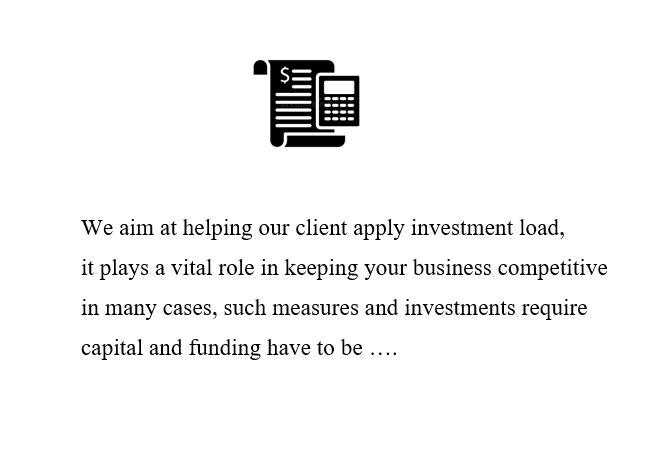 $
We aim at helping our client apply investment load,
it plays a vital role in keeping your business competitive
in many cases, such measures and investments require
capital and funding have to be ….